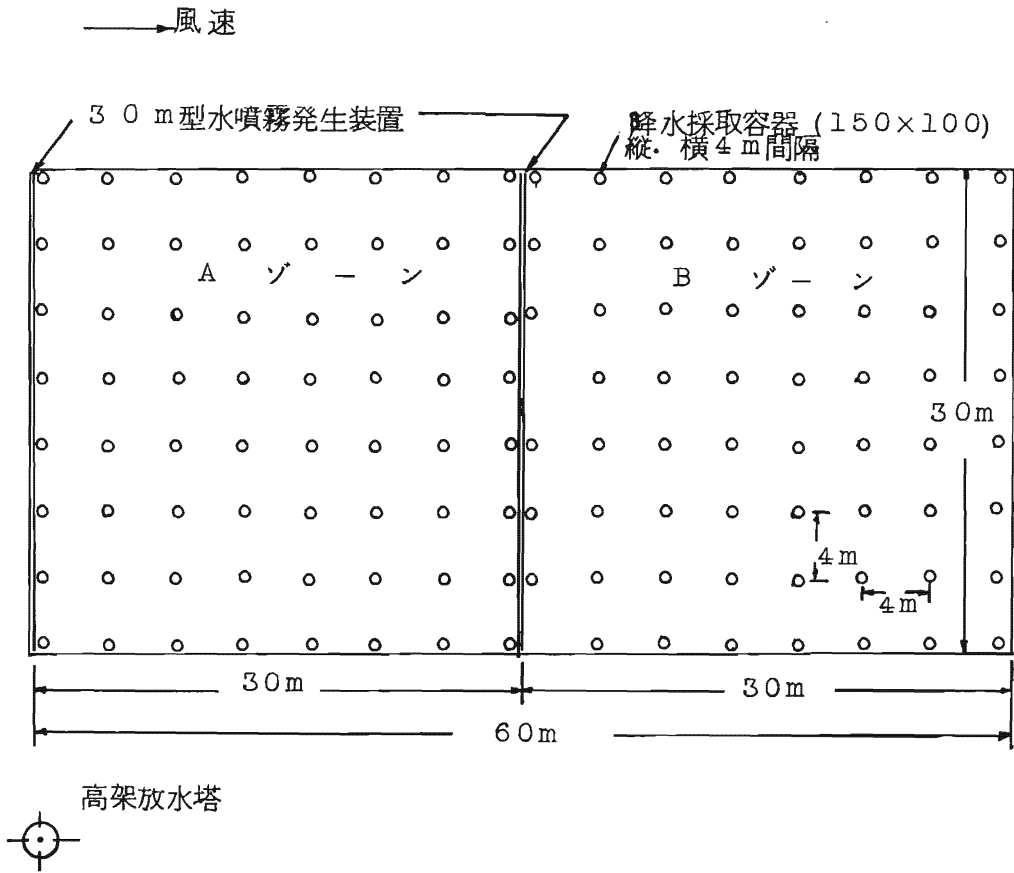 風速
30m型水噴霧発生装置
降水採取容器(150×100)
縦.横4m間隔
Aゾーン
Bゾーン
30m
4m
4m
30m
30m
60m
高架放水塔